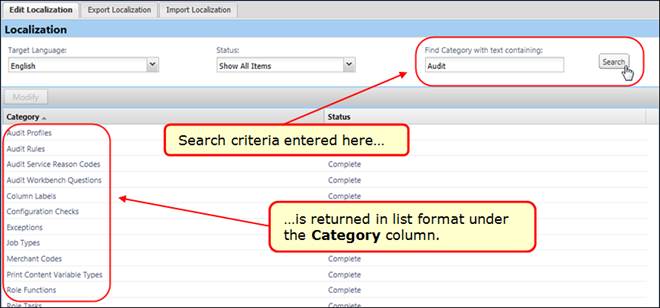 Edit Localization Export Localization Import Localization
Localization
Target Language: Status: Find Category with text containing:
English Show All Items Audit Search
Modify
Category Status
Audit Profiles
Audit Rules
Audit Service Reason Codes Complete
Audit Workbench Questions Complete
Column Labels Complete
Configuration Checks Complete
Exceptions Complete
Job Types Complete
Merchant Codes Complete
Print Content Variable Types Complete
Role Functions Complete
Role Tasks Complete
Search criteria entered here…
…is returned in list format under
the Category column.